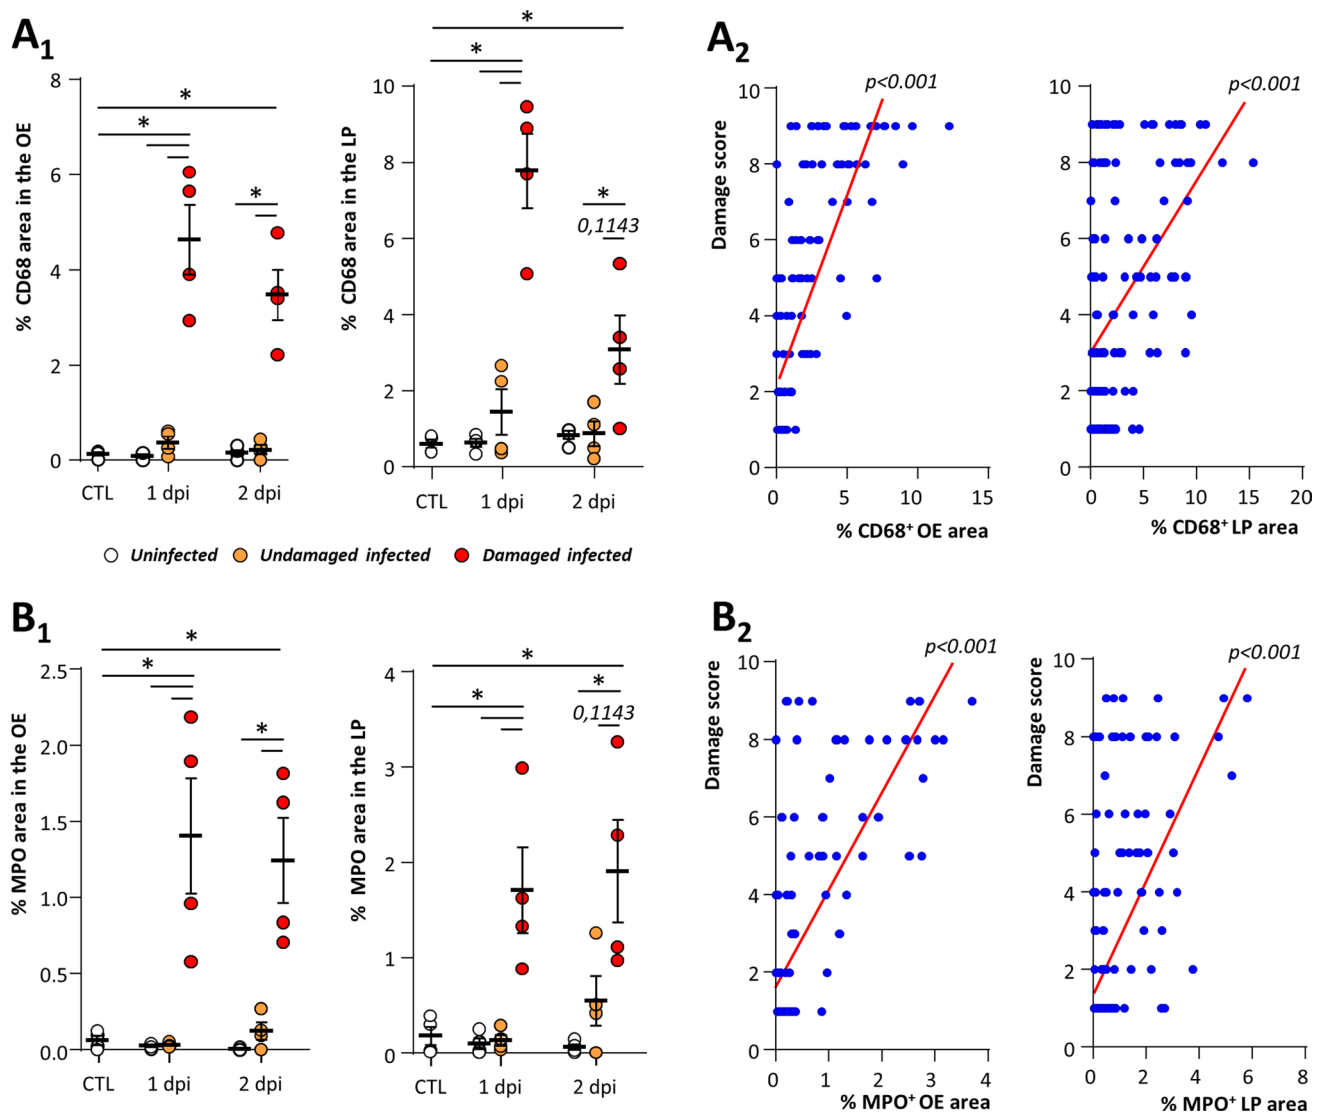 A1
% CD68 area in the OE
8
6
4
2
0
*
*
*
CTL
1 dpi
2 dpi
% CD68 area in the LP
10
8
6
4
2
0
*
*
*
0,1143
CTL
1 dpi
2 dpi
A2
Damage score
10
8
6
4
2
0
p<0.001
0
5
10
15
% CD68+ OE area
10
8
6
4
2
0
p<0.001
0
5
10
15
20
% CD68+ LP area
Uninfected
Undamaged infected
Damaged infected
B1
% MPO area in the OE
2.5
2.0
1.5
1.0
0.5
0.0
*
*
*
CTL
1 dpi
2 dpi
% MPO area in the LP
4
3
2
1
0
*
*
*
0,1143
CTL
1 dpi
2 dpi
B2
Damage score
10
8
6
4
2
0
p<0.001
0
1
2
3
4
% MPO+ OE area
Damage score
10
8
6
4
2
0
p<0.001
0
2
4
6
8
% MPO+ LP area